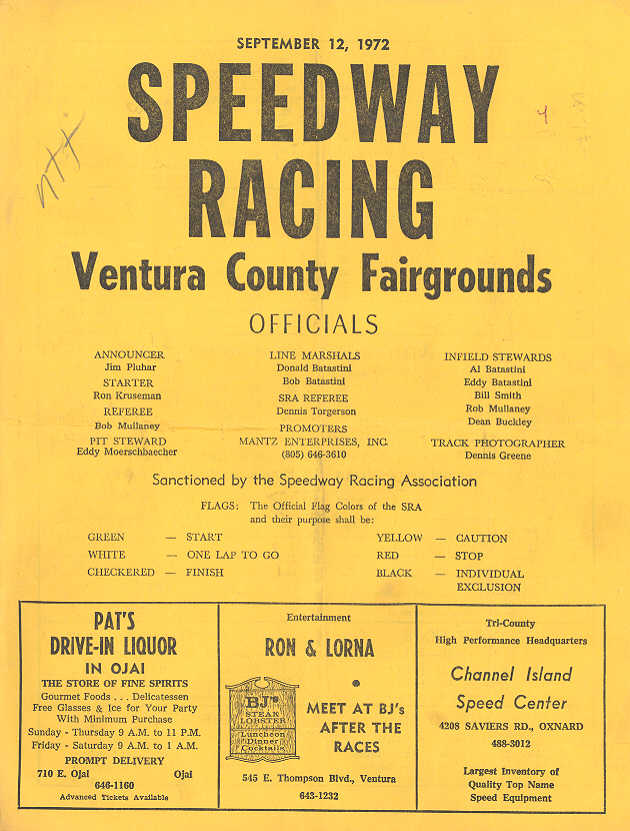 SEPTEMBER 12, 1972
SPEEDWAY
RACING
Ventura County Fairgrounds
OFFICIALS
ANNOUNCER
Jim Pluhar
STARTER
Ron Kruseman
REFEREE
Bob Mullaney
PIT STEWARD
Eddy Moerschbaecher
LINE MARSHALS
Donald Batastini
Bob Batastini
SRA REFEREE
Dennis Torgerson
PROMOTERS
MANTZ ENTERPRISES, INC.
(805) 646-3610
INFIELD STEWARDS
Al Batastini
Eddy Batastini
Bill Smith
Rob Mullaney
Dean Buckley
TRACK PHOTOGRAPHER
Dennis Greene
Sanctioned by the Speedway Racing Association
FLAGS: The Official Flag Colors of the SRA
and their purpose shall be:
GREEN — START
WHITE — ONE LAP TO GO
CHECKERED — FINISH
YELLOW — CAUTION
RED — STOP
BLACK — INDIVIDUAL
EXCLUSION
PAT'S
DRIVE-IN LIQUOR
IN OJAI
THE STORE OF FINE SPIRITS
Gourmet Foods . . . Delicatessen
Free Glasses & Ice for Your Party
With Minimum Purchase
Sunday - Thursday 9 A.M. to 11 P.M.
Friday - Saturday 9 A.M. to 1 A.M.
PROMPT DELIVERY
710 E. Ojai Ojai
646-1160
Advanced Tickets Available
Entertainment
RON & LORNA
BJ's
STEAK
LOBSTER
Luncheon
Dinner
Cocktails
MEET AT BJ's
AFTER THE
RACES
545 E. Thompson Blvd., Ventura
643-1232
Tri-County
High Performance Headquarters
Channel Island
Speed Center
4208 SAVIERS RD., OXNARD
488-3012
Largest Inventory of
Quality Top Name
Speed Equipment